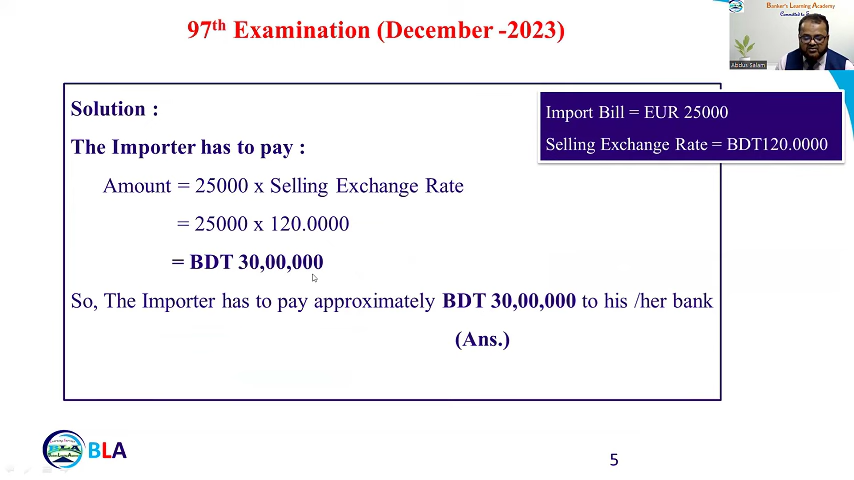 97th Examination (December -2023)
Banker's Learning Academy
Abdus Salam
Solution :
The Importer has to pay :
Amount = 25000 x Selling Exchange Rate
= 25000 x 120.0000
= BDT 30,00,000
So, The Importer has to pay approximately BDT 30,00,000 to his /her bank
(Ans.)
Import Bill = EUR 25000
Selling Exchange Rate = BDT120.0000
BLA
BLA
5